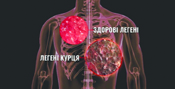 ЗДОРОВІ ЛЕГЕНІ
ЛЕГЕНІ КУРЦЯ